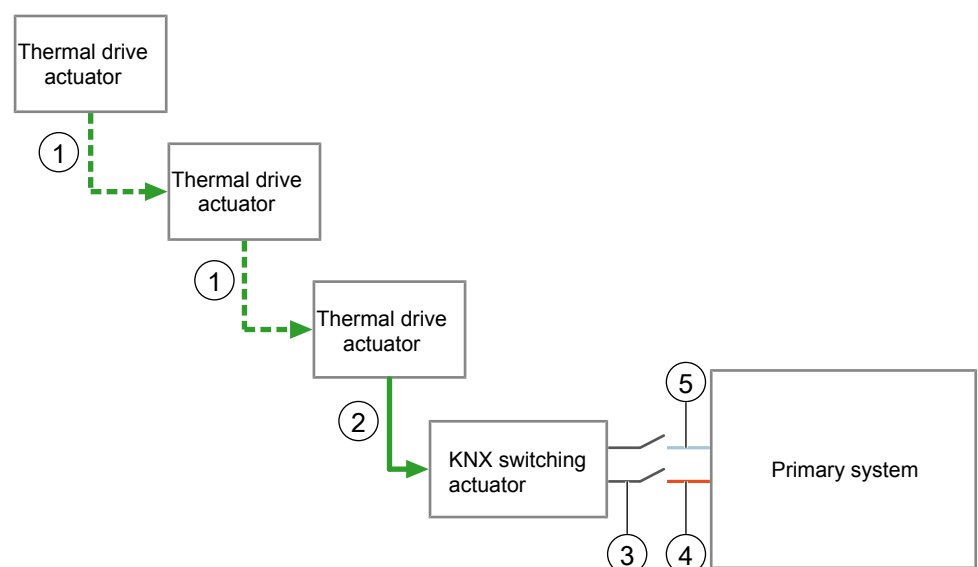 Thermal drive
actuator
1
Thermal drive
actuator
1
Thermal drive
actuator
2
5
KNX switching
actuator
Primary system
3
4